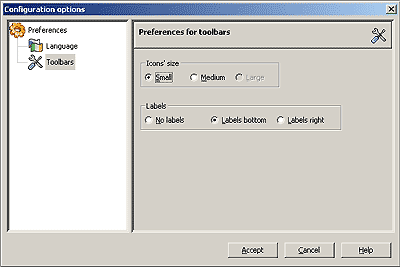 Configuration options
Preferences
Language
Toolbars
Preferences for toolbars
Icons' size
Small Medium Large
Labels
No labels Labels bottom Labels right
Accept Cancel Help